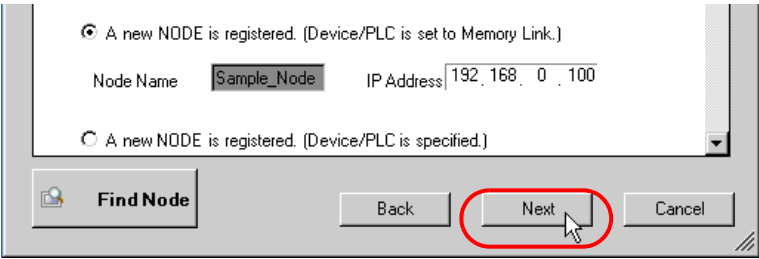 A new NODE is registered. (Device/PLC is set to Memory Link.)
Node Name Sample_Node IP Address 192. 168. 0 . 100
A new NODE is registered. (Device/PLC is specified.)
Find Node Back Next Cancel